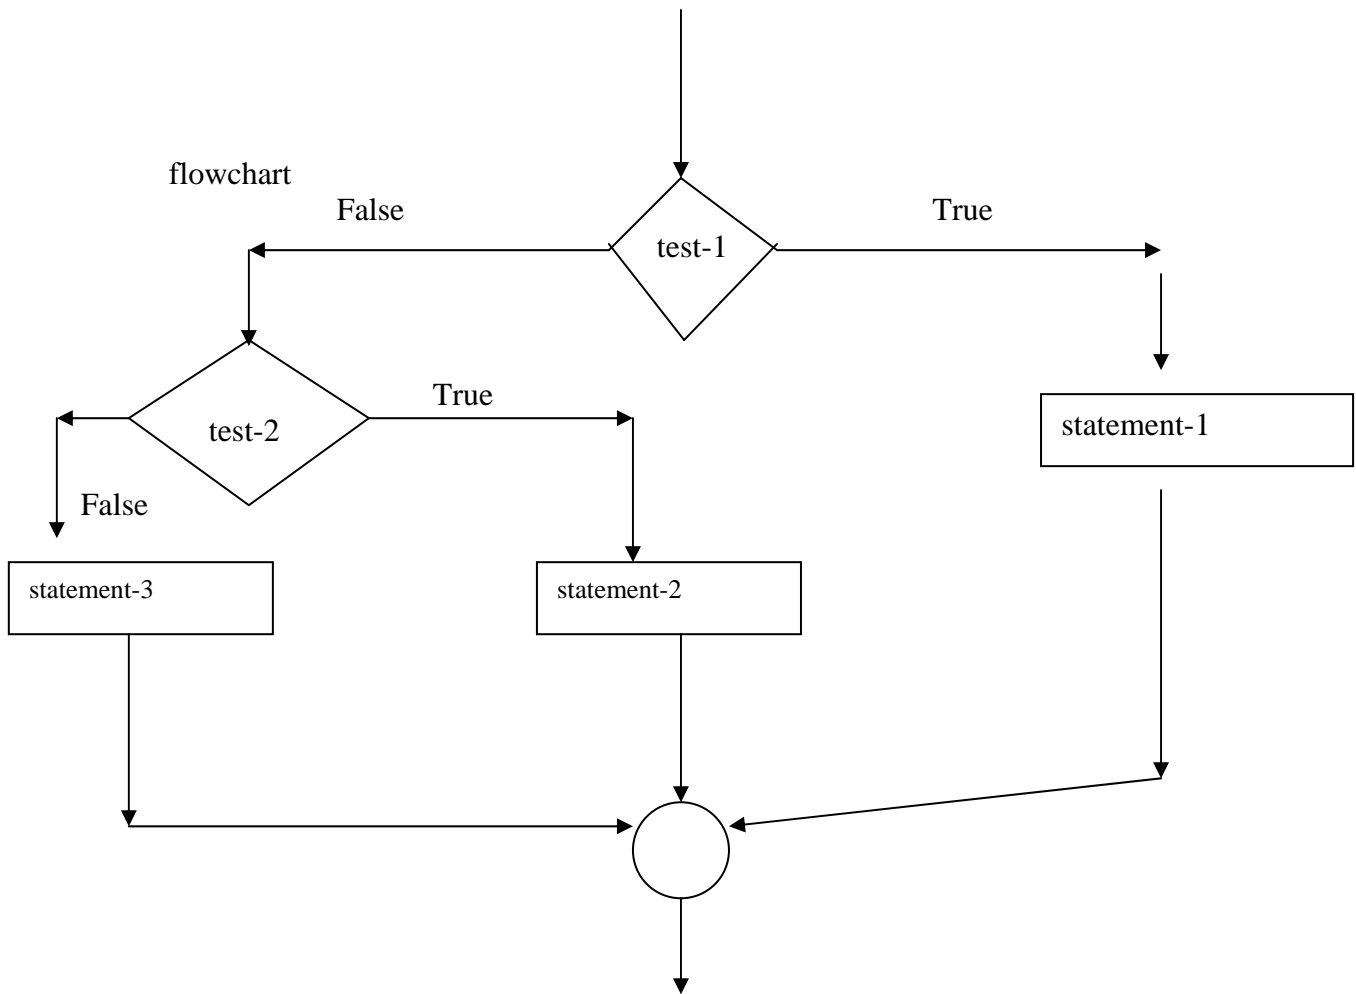 flowchart
False
True
test-1
True
test-2
statement-1
False
statement-3
statement-2